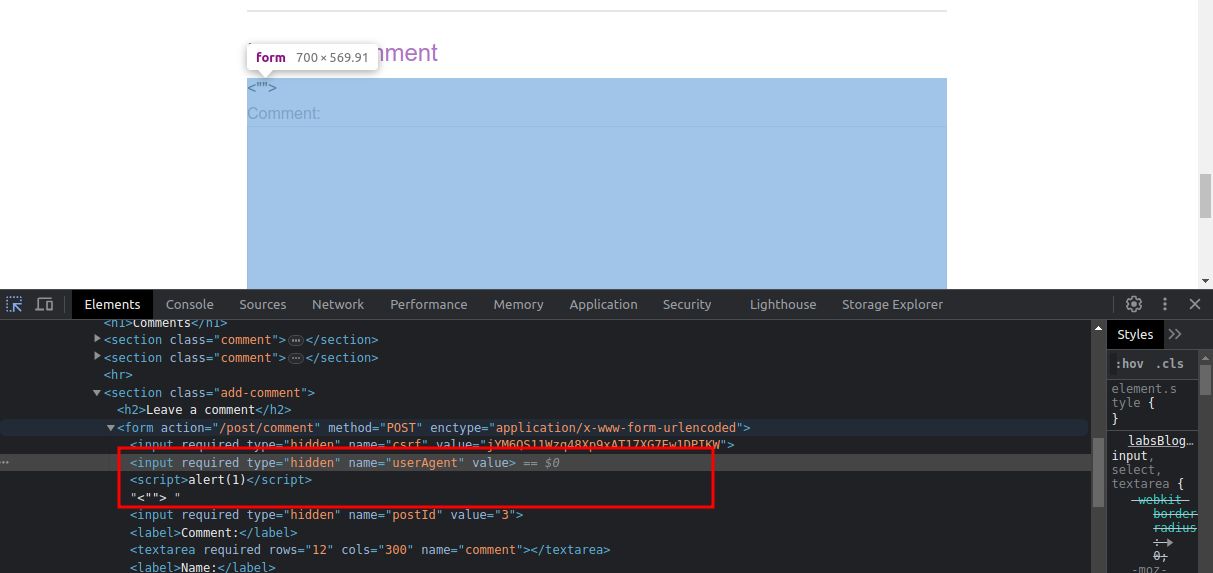 form 700 × 569.91
mment
<"">
Comment:
Elements Console Sources Network Performance Memory Application Security Lighthouse Storage Explorer
<h1>Comments</h1>
<section class="comment"> … </section>
<section class="comment"> … </section>
<hr>
<section class="add-comment">
<h2>Leave a comment</h2>
<form action="/post/comment" method="POST" enctype="application/x-www-form-urlencoded">
<input required type="hidden" name="csrf" value=">
<input required type="hidden" name="userAgent" value> == $0
<script>alert(1)</script>
"<""> "
<input required type="hidden" name="postId" value="3">
<label>Comment:</label>
<textarea required rows="12" cols="300" name="comment"></textarea>
<label>Name:</label>
Styles
:hov .cls
element.s
tyle {
}
labsBlog…
input,
select,
textarea {
-webkit-
border
radius
:
0;
-moz-